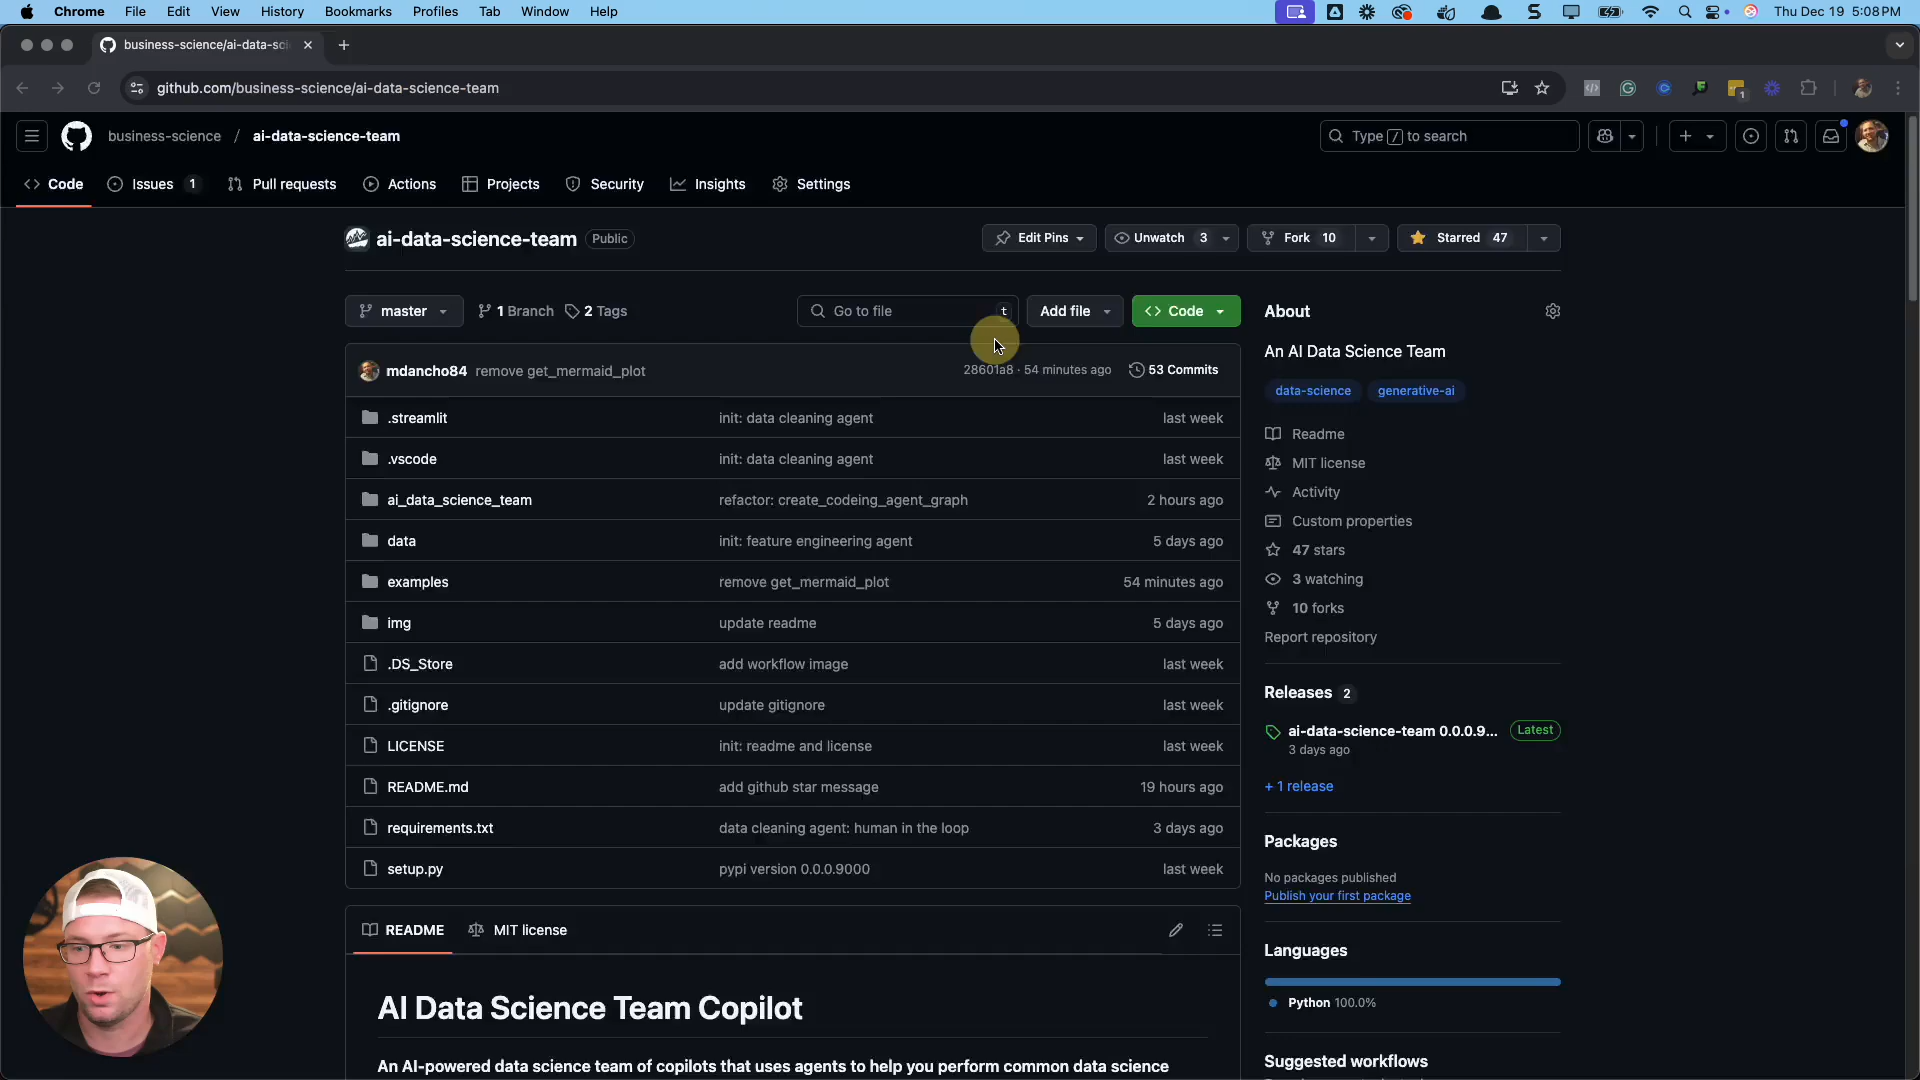 Chrome File Edit View History Bookmarks Profiles Tab Window Help Thu Dec 19 5:08PM
business-science/ai-data-sci
github.com/business-science/ai-data-science-team
business-science / ai-data-science-team Type / to search
Code Issues 1 Pull requests Actions Projects Security Insights Settings
ai-data-science-team Public Edit Pins Unwatch 3 Fork 10 Starred 47
master 1 Branch 2 Tags Go to file t Add file Code
mdancho84 remove get_mermaid_plot 28601a8 · 54 minutes ago 53 Commits
.streamlit init: data cleaning agent last week
.vscode init: data cleaning agent last week
ai_data_science_team refactor: create_codeing_agent_graph 2 hours ago
data init: feature engineering agent 5 days ago
examples remove get_mermaid_plot 54 minutes ago
img update readme 5 days ago
.DS_Store add workflow image last week
.gitignore update gitignore last week
LICENSE init: readme and license last week
README.md add github star message 19 hours ago
requirements.txt data cleaning agent: human in the loop 3 days ago
setup.py pypi version 0.0.0.9000 last week
README MIT license
AI Data Science Team Copilot
An AI-powered data science team of copilots that uses agents to help you perform common data science
About
An AI Data Science Team
data-science generative-ai
Readme
MIT license
Activity
Custom properties
47 stars
3 watching
10 forks
Report repository
Releases 2
ai-data-science-team 0.0.0.9... Latest
3 days ago
+ 1 release
Packages
No packages published
Publish your first package
Languages
Python 100.0%
Suggested workflows